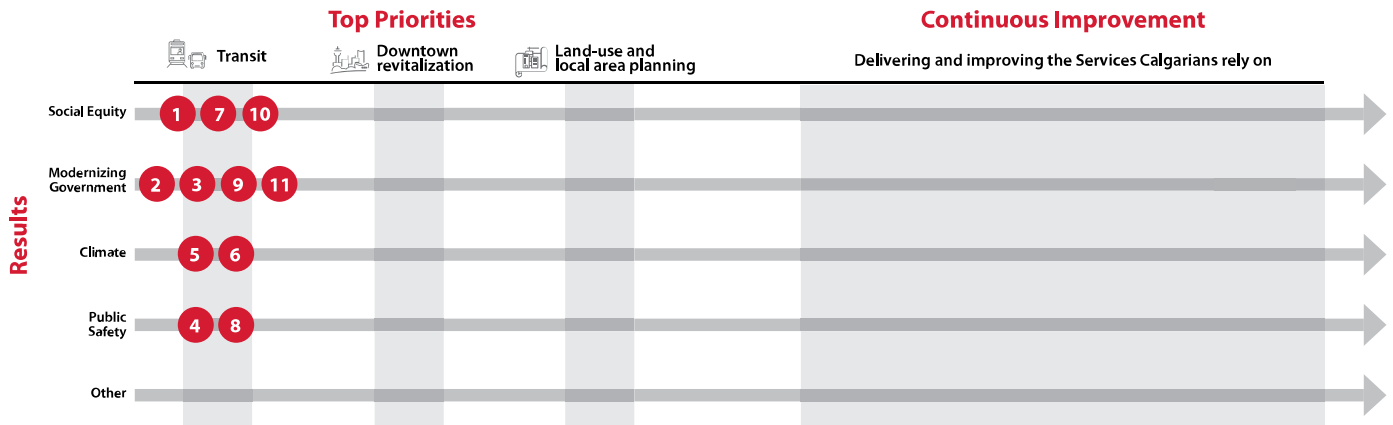 Top Priorities
Continuous Improvement
Transit
Downtown
revitalization
Land-use and
local area planning
Delivering and improving the Services Calgarians rely on
Results
Social Equity
1 7 10
Modernizing
Government
2 3 9 11
Climate
5 6
Public
Safety
4 8
Other